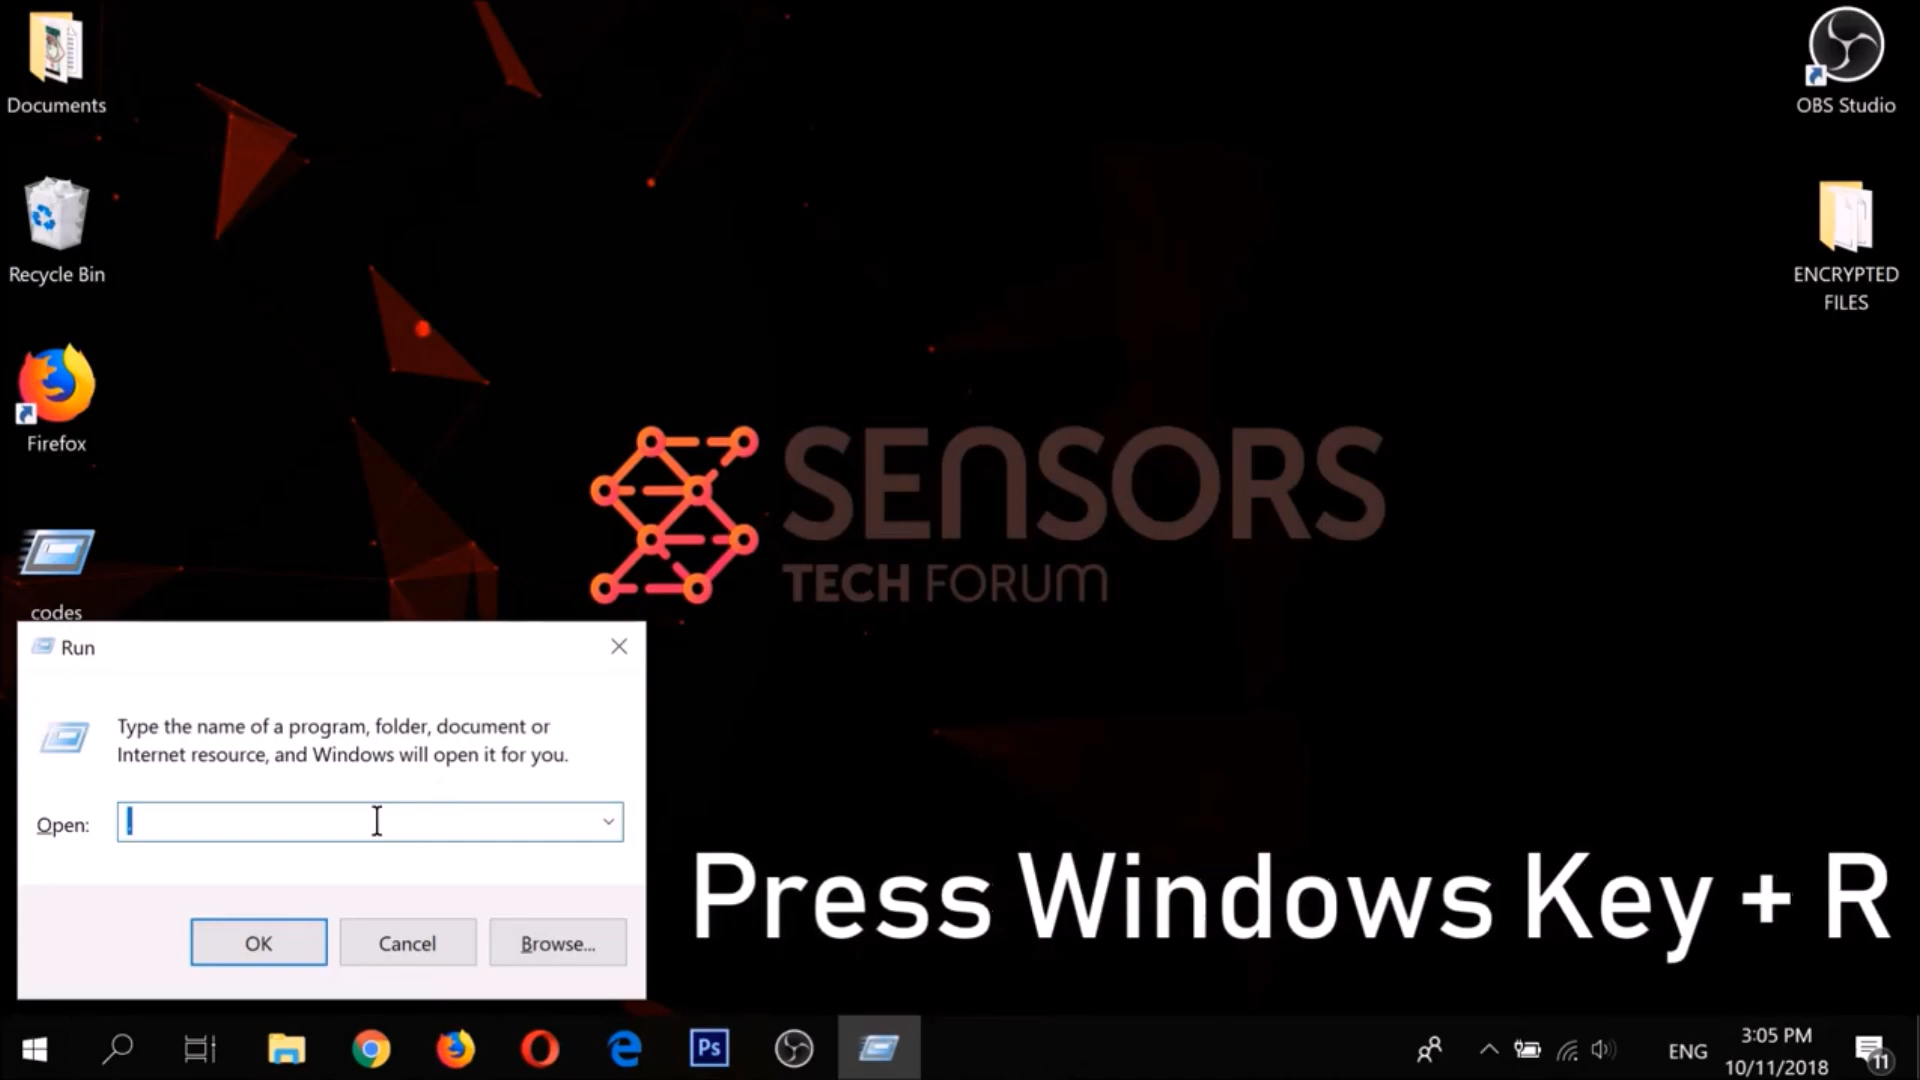 Documents
OBS Studio
Recycle Bin
ENCRYPTED
FILES
Firefox
SENSORS
TECH FORUM
codes
Run
Type the name of a program, folder, document or
Internet resource, and Windows will open it for you.
Open:
OK
Cancel
Browse...
Press Windows Key + R
Ps
ENG
3:05 PM
10/11/2018
11